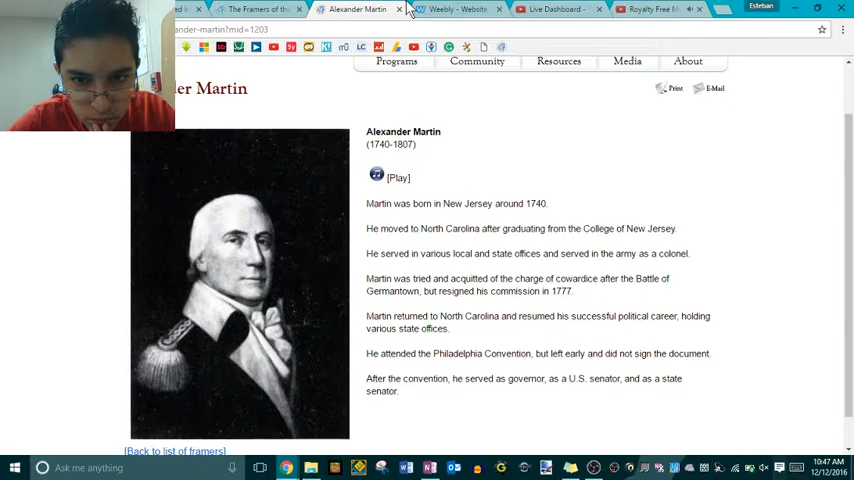 The Framers of the
Alexander Martin
Weebly - Website
Live Dashboard -
Royalty Free M
Esteban
ander-martin?mid=1203
Programs
Community
Resources
Media
About
der Martin
Print
E-Mail
Alexander Martin
(1740-1807)
[Play]
Martin was born in New Jersey around 1740.
He moved to North Carolina after graduating from the College of New Jersey.
He served in various local and state offices and served in the army as a colonel.
Martin was tried and acquitted of the charge of cowardice after the Battle of
Germantown, but resigned his commission in 1777.
Martin returned to North Carolina and resumed his successful political career, holding
various state offices.
He attended the Philadelphia Convention, but left early and did not sign the document.
After the convention, he served as governor, as a U.S. senator, and as a state
senator.
[Back to list of framers]
Ask me anything
10:47 AM
12/12/2016